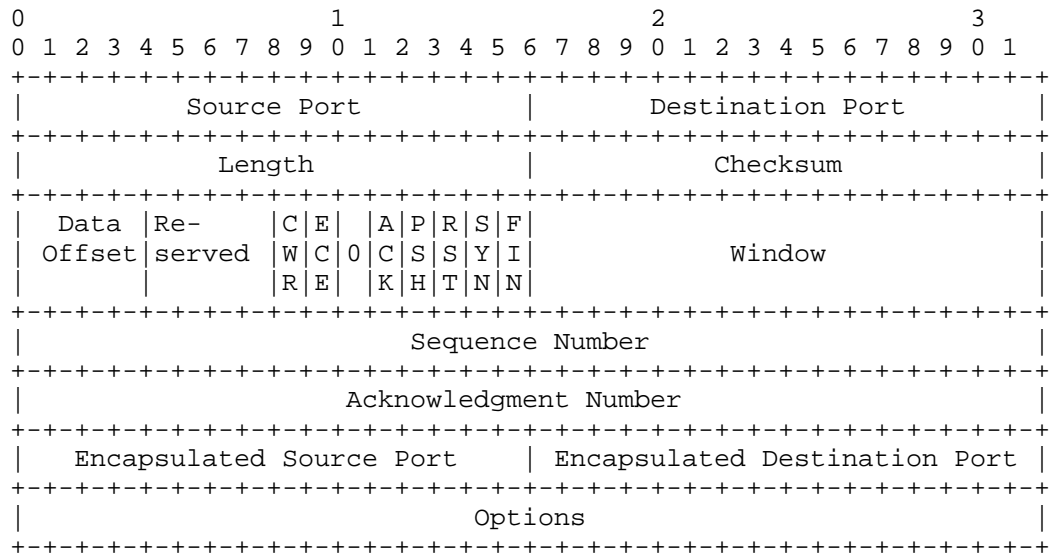 0                   1                   2                   3
0 1 2 3 4 5 6 7 8 9 0 1 2 3 4 5 6 7 8 9 0 1 2 3 4 5 6 7 8 9 0 1
+-+-+-+-+-+-+-+-+-+-+-+-+-+-+-+-+-+-+-+-+-+-+-+-+-+-+-+-+-+-+-+-+
|          Source Port          |       Destination Port        |
+-+-+-+-+-+-+-+-+-+-+-+-+-+-+-+-+-+-+-+-+-+-+-+-+-+-+-+-+-+-+-+-+
|            Length             |           Checksum            |
+-+-+-+-+-+-+-+-+-+-+-+-+-+-+-+-+-+-+-+-+-+-+-+-+-+-+-+-+-+-+-+-+
|  Data |Re-    |C|E| |A|P|R|S|F|                               |
| Offset|served |W|C|0|C|S|S|Y|I|            Window             |
|       |       |R|E| |K|H|T|N|N|                               |
+-+-+-+-+-+-+-+-+-+-+-+-+-+-+-+-+-+-+-+-+-+-+-+-+-+-+-+-+-+-+-+-+
|                        Sequence Number                        |
+-+-+-+-+-+-+-+-+-+-+-+-+-+-+-+-+-+-+-+-+-+-+-+-+-+-+-+-+-+-+-+-+
|                    Acknowledgment Number                      |
+-+-+-+-+-+-+-+-+-+-+-+-+-+-+-+-+-+-+-+-+-+-+-+-+-+-+-+-+-+-+-+-+
|   Encapsulated Source Port    | Encapsulated Destination Port |
+-+-+-+-+-+-+-+-+-+-+-+-+-+-+-+-+-+-+-+-+-+-+-+-+-+-+-+-+-+-+-+-+
|                            Options                            |
+-+-+-+-+-+-+-+-+-+-+-+-+-+-+-+-+-+-+-+-+-+-+-+-+-+-+-+-+-+-+-+-+